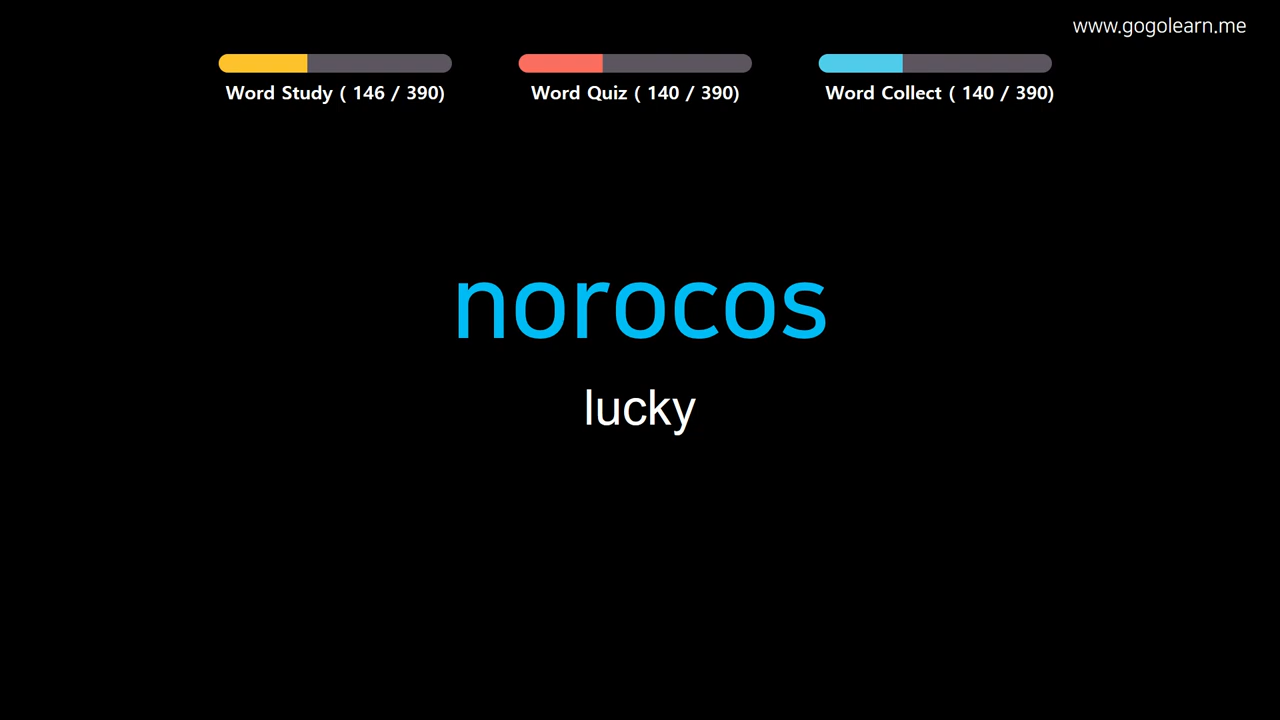 www.gogolearn.me
Word Study ( 146 / 390)
Word Quiz ( 140 / 390)
Word Collect ( 140 / 390)
norocos
lucky